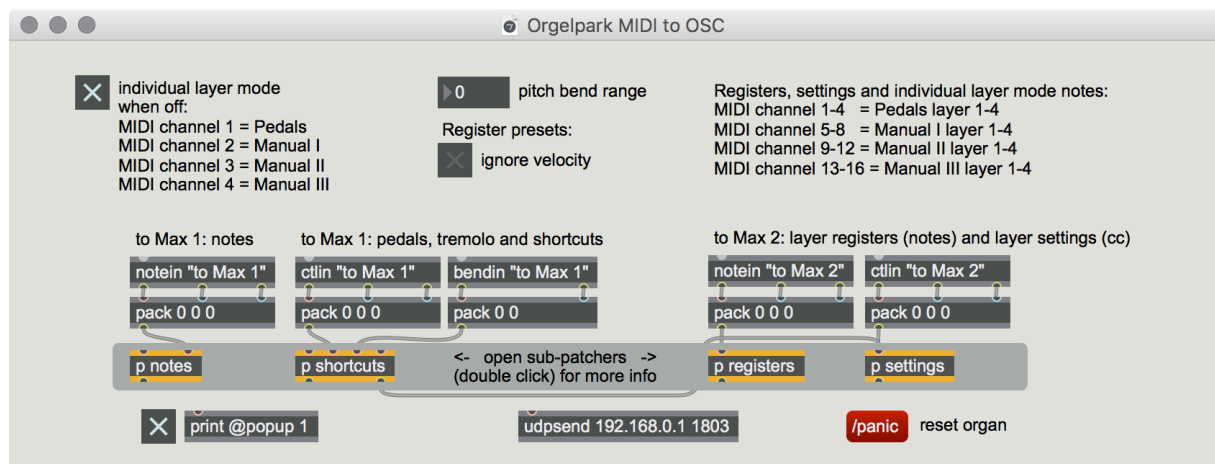 Orgelpark MIDI to OSC
individual layer mode
when off:
MIDI channel 1 = Pedals
MIDI channel 2 = Manual I
MIDI channel 3 = Manual II
MIDI channel 4 = Manual III
0
pitch bend range
Register presets:
ignore velocity
Registers, settings and individual layer mode notes:
MIDI channel 1-4 = Pedals layer 1-4
MIDI channel 5-8 = Manual I layer 1-4
MIDI channel 9-12 = Manual II layer 1-4
MIDI channel 13-16 = Manual III layer 1-4
to Max 1: notes
to Max 1: pedals, tremolo and shortcuts
to Max 2: layer registers (notes) and layer settings (cc)
notein "to Max 1"
ctlin "to Max 1"
bendin "to Max 1"
notein "to Max 2"
ctlin "to Max 2"
pack 0 0 0
pack 0 0 0
pack 0 0
pack 0 0 0
pack 0 0 0
p notes
p shortcuts
<- open sub-patchers ->
(double click) for more info
p registers
p settings
print @popup 1
udpsend 192.168.0.1 1803
/panic
reset organ